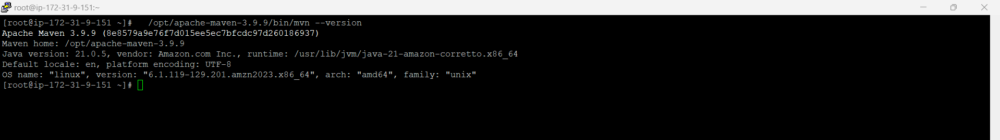 root@ip-172-31-9-151:~
[root@ip-172-31-9-151 ~]#   /opt/apache-maven-3.9.9/bin/mvn --version
Apache Maven 3.9.9 (8e8579a9e76f7d015ee5ec7bfcdc97d260186937)
Maven home: /opt/apache-maven-3.9.9
Java version: 21.0.5, vendor: Amazon.com Inc., runtime: /usr/lib/jvm/java-21-amazon-corretto.x86_64
Default locale: en, platform encoding: UTF-8
OS name: "linux", version: "6.1.119-129.201.amzn2023.x86_64", arch: "amd64", family: "unix"
[root@ip-172-31-9-151 ~]#